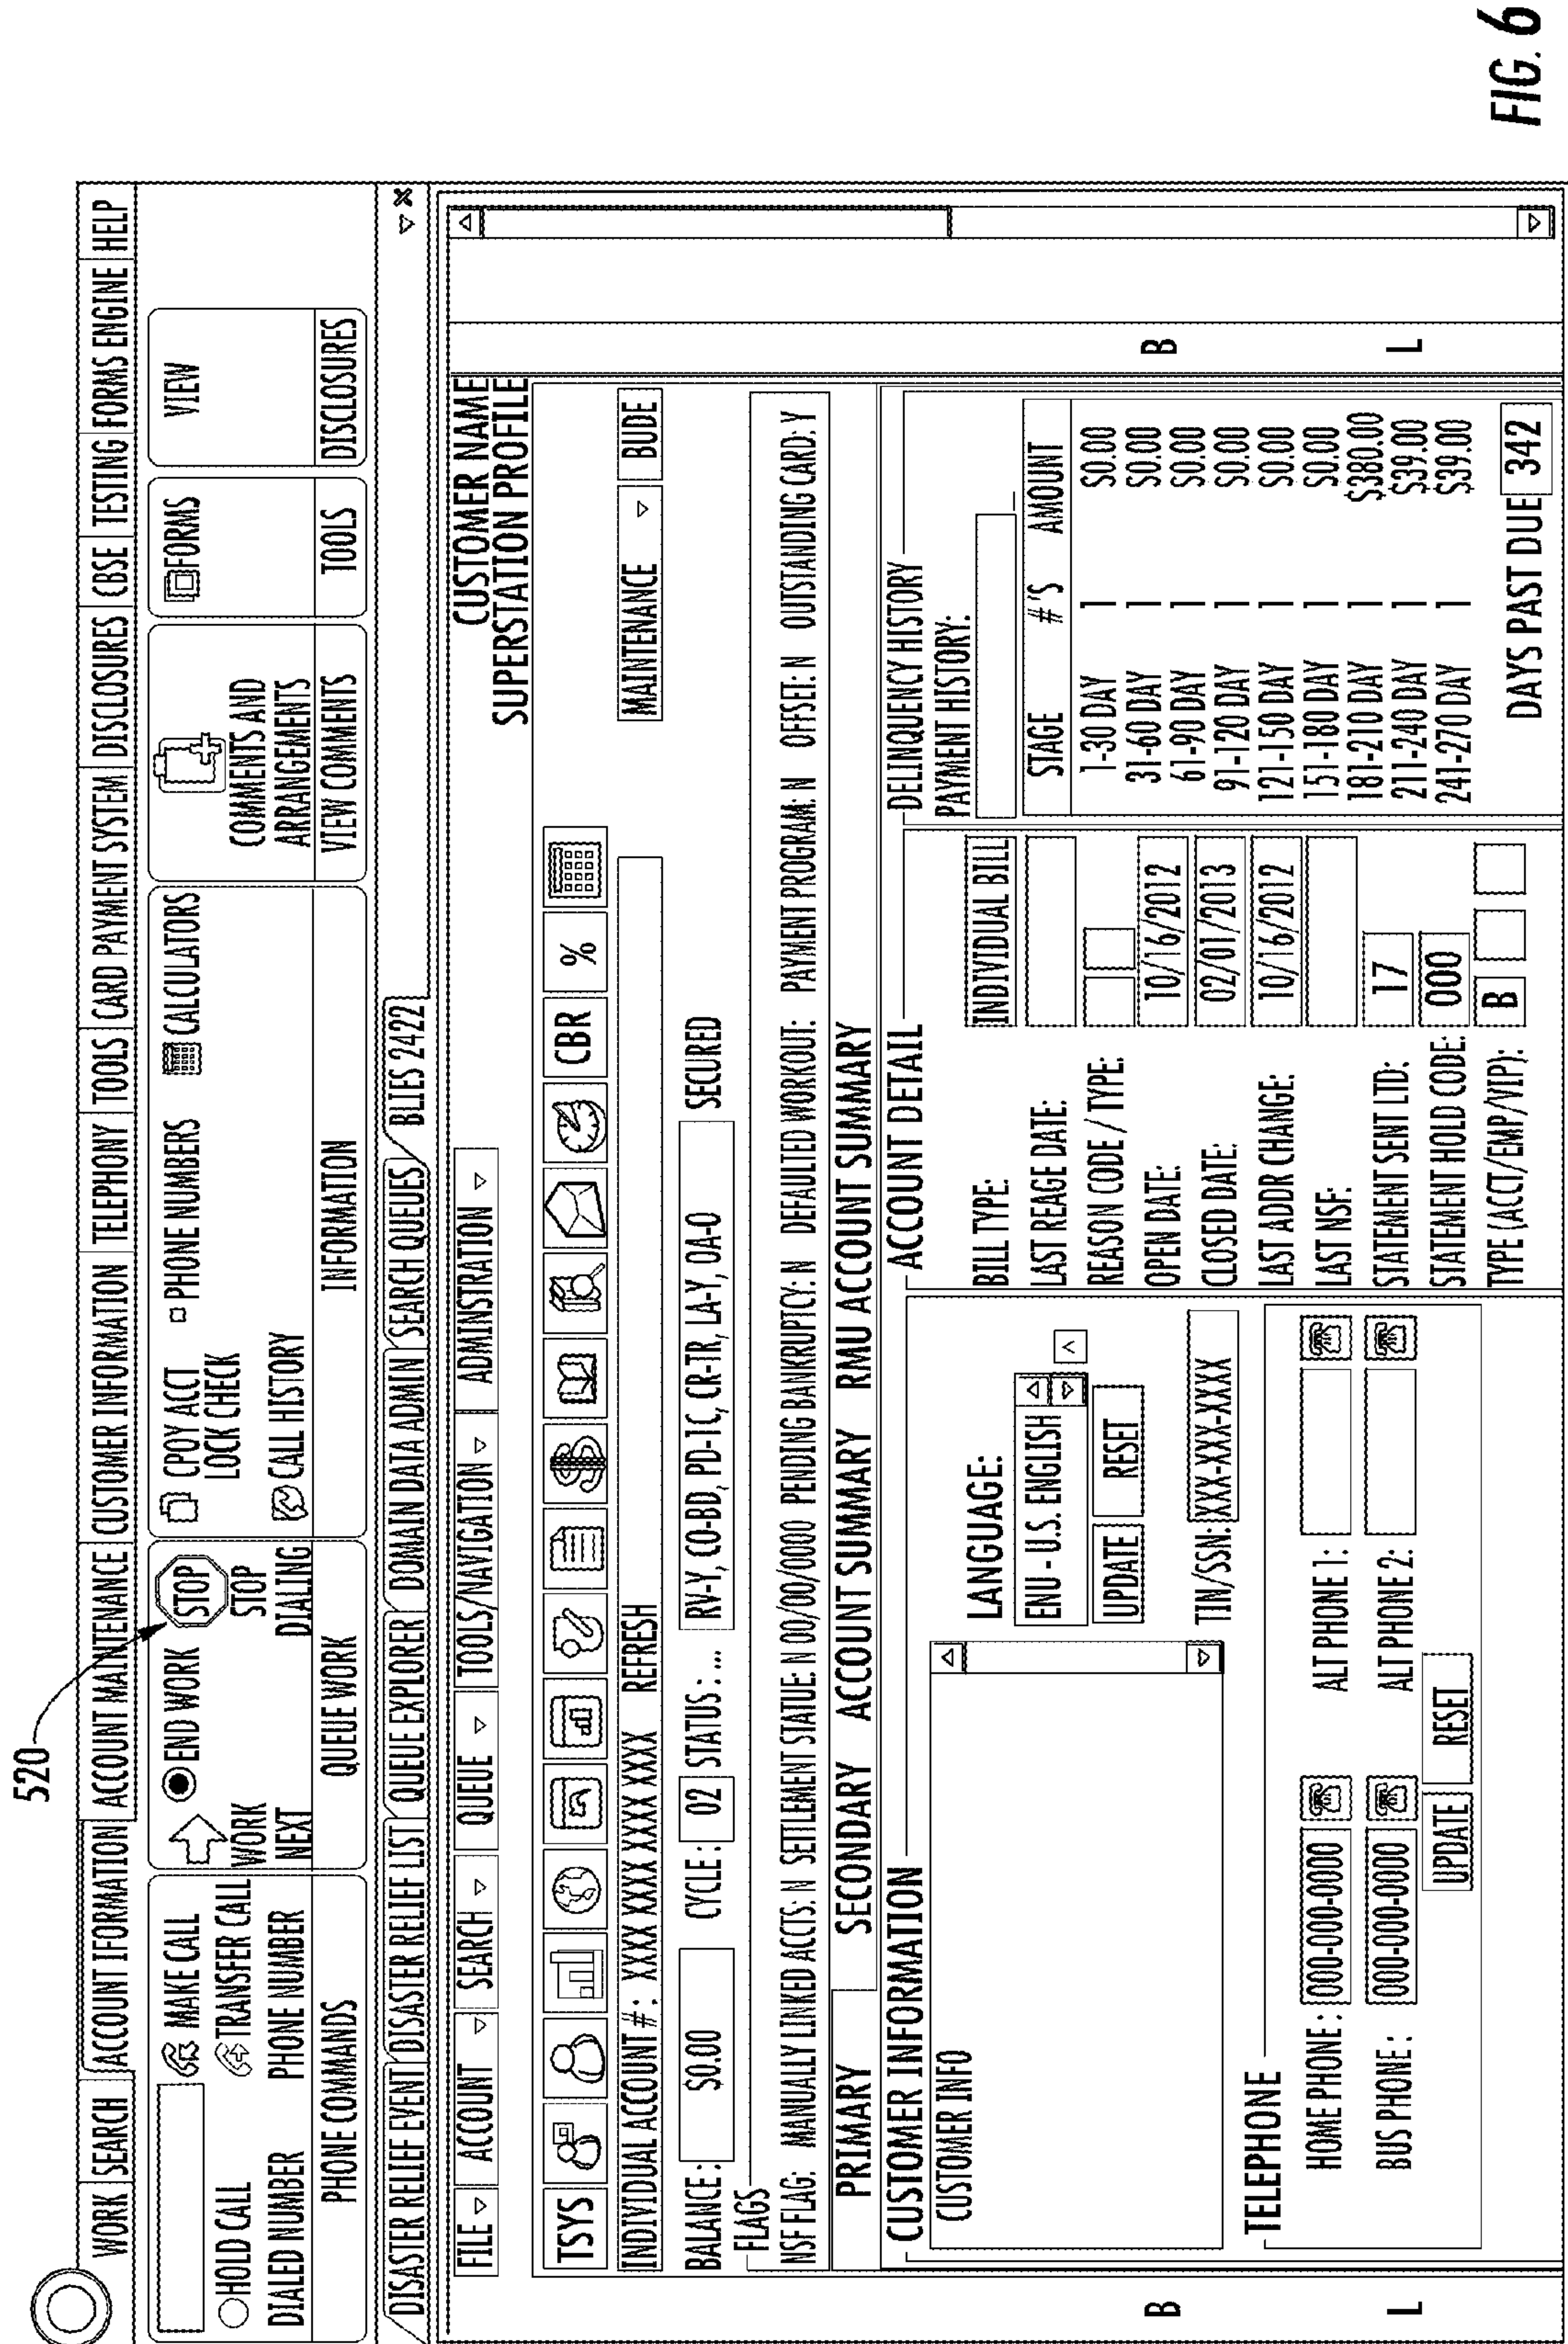 520
WORK SEARCH ACCOUNT IFORMATION ACCOUNT MAINTENANCE CUSTOMER INFORMATION TELEPHONY TOOLS CARD PAYMENT SYSTEM DISCLOSURES CBSE TESTING FORMS ENGINE HELP
MAKE CALL
HOLD CALL TRANSFER CALL
DIALED NUMBER PHONE NUMBER
PHONE COMMANDS
WORK NEXT
END WORK
STOP
STOP DIALING
QUEUE WORK
CPOY ACCT LOCK CHECK
PHONE NUMBERS
CALCULATORS
CALL HISTORY
INFORMATION
COMMENTS AND ARRANGEMENTS
VIEW COMMENTS
FORMS
TOOLS
VIEW
DISCLOSURES
DISASTER RELIEF EVENT DISASTER RELIEF LIST QUEUE EXPLORER DOMAIN DATA ADMIN SEARCH QUEUES BLIES 2422
CUSTOMER NAME
SUPERSTATION PROFILE
FILE ACCOUNT SEARCH QUEUE TOOLS/NAVIGATION ADMINSTRATION
TSYS CBR %
INDIVIDUAL ACCOUNT#: XXXX XXXX XXXX XXXX XXXX REFRESH MAINTENANCE BUDE
BALANCE: $0.00 CYCLE: 02 STATUS: ... RV-Y, CO-BD, PD-1C, CR-TR, LA-Y, OA-O SECURED
FLAGS
NSF FLAG: MANUALLY LINKED ACCTS: N SETTLEMENT STATUE: N 00/00/0000 PENDING BANKRUPTCY: N DEFAULTED WORKOUT: PAYMENT PROGRAM: N OFFSET: N OUTSTANDING CARD: Y
PRIMARY SECONDARY ACCOUNT SUMMARY RMU ACCOUNT SUMMARY
CUSTOMER INFORMATION
CUSTOMER INFO
LANGUAGE:
ENU - U.S. ENGLISH
UPDATE RESET
TIN/SSN: XXX-XXX-XXXX
TELEPHONE
HOME PHONE: 000-000-0000 ALT PHONE 1:
BUS PHONE: 000-000-0000 ALT PHONE 2:
UPDATE RESET
ACCOUNT DETAIL
BILL TYPE: INDIVIDUAL BILL
LAST REAGE DATE:
REASON CODE / TYPE:
OPEN DATE: 10/16/2012
CLOSED DATE: 02/01/2013
LAST ADDR CHANGE: 10/16/2012
LAST NSF:
STATEMENT SENT LTD: 17
STATEMENT HOLD CODE: 000
TYPE (ACCT/EMP/VIP): B
DELINQUENCY HISTORY
PAYMENT HISTORY:
STAGE #'S AMOUNT
1-30 DAY 1 $0.00
31-60 DAY 1 $0.00
61-90 DAY 1 $0.00
91-120 DAY 1 $0.00
121-150 DAY 1 $0.00
151-180 DAY 1 $0.00
181-210 DAY 1 $380.00
211-240 DAY 1 $39.00
241-270 DAY 1 $39.00
DAYS PAST DUE 342
B B
L L
FIG. 6